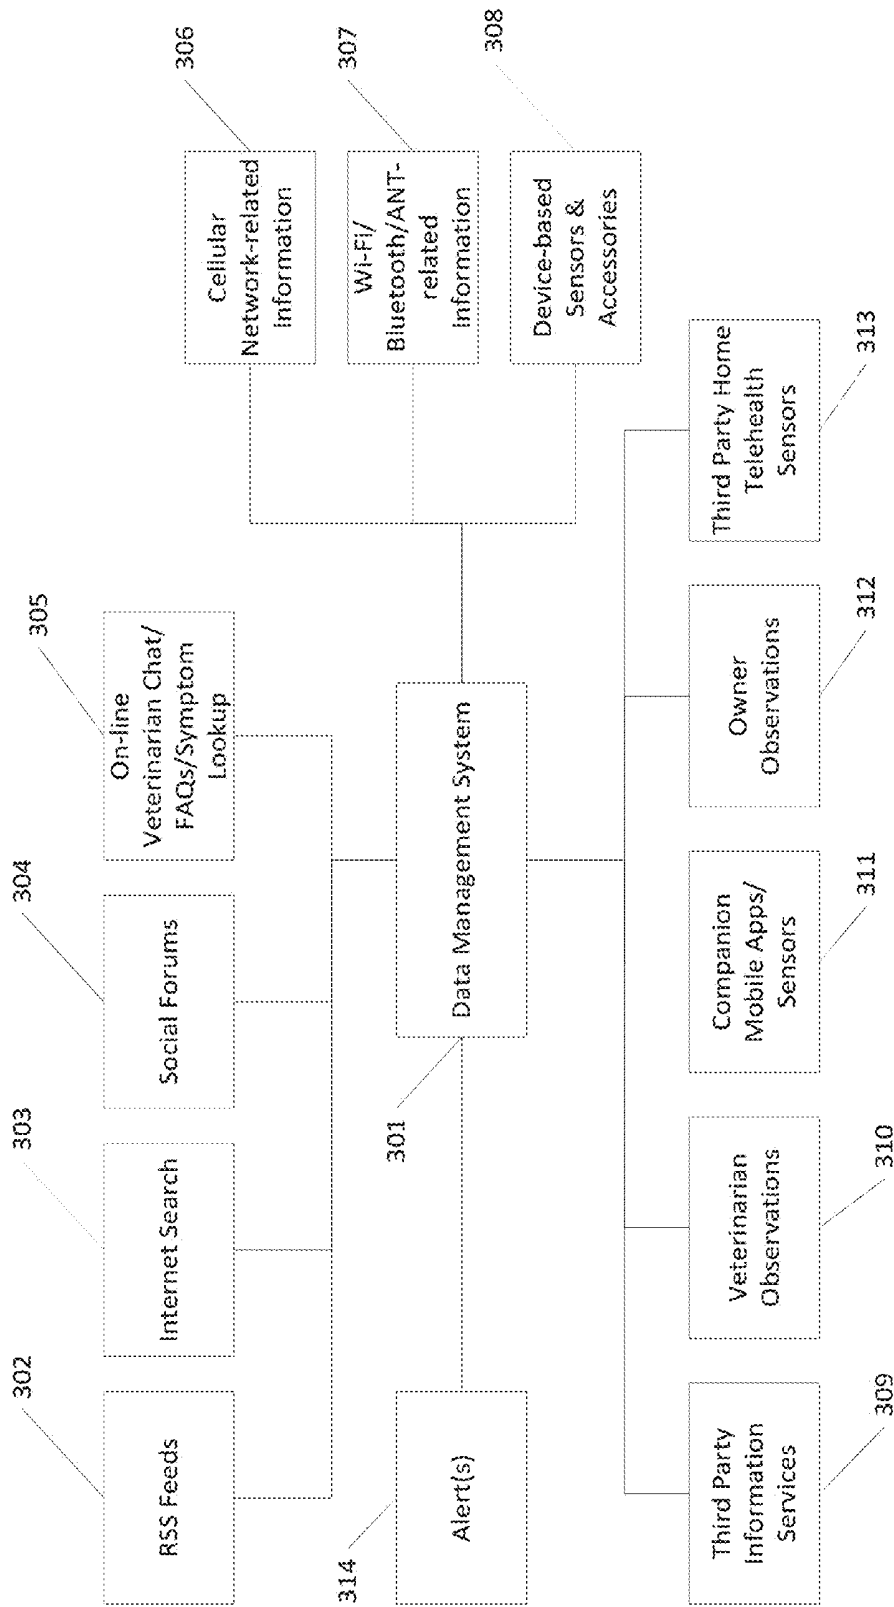 302
303
304
305
RSS Feeds
Internet Search
Social Forums
On-line
Veterinarian Chat/
FAQs/Symptom
Lookup
306
Cellular
Network-related
Information
307
Wi-Fi/
Bluetooth/ANT-
related
Information
308
Device-based
Sensors &
Accessories
314
Alert(s)
301
Data Management System
Third Party
Information
Services
Veterinarian
Observations
Companion
Mobile Apps/
Sensors
Owner
Observations
Third Party Home
Telehealth
Sensors
309
310
311
312
313